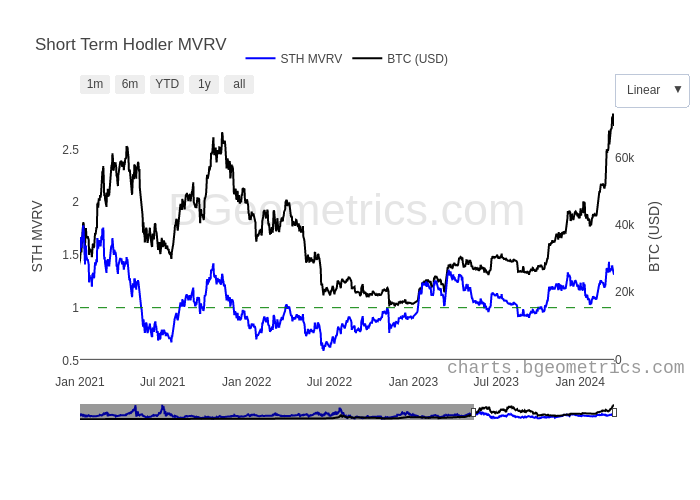 Short Term Hodler MVRV
STH MVRV BTC (USD)
1m 6m YTD 1y all
Linear ▼
2.5
2
1.5
1
0.5
STH MVRV
60k
40k
20k
0
BTC (USD)
BGeometrics.com
charts.bgeometrics.com
Jan 2021 Jul 2021 Jan 2022 Jul 2022 Jan 2023 Jul 2023 Jan 2024